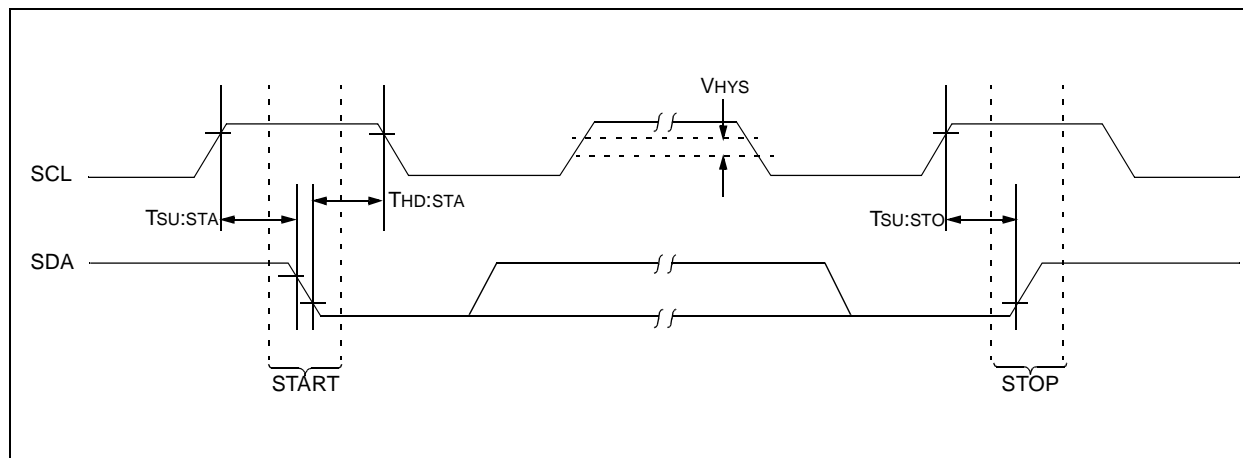 VHYS
SCL
TSU:STA
THD:STA
TSU:STO
SDA
START
STOP